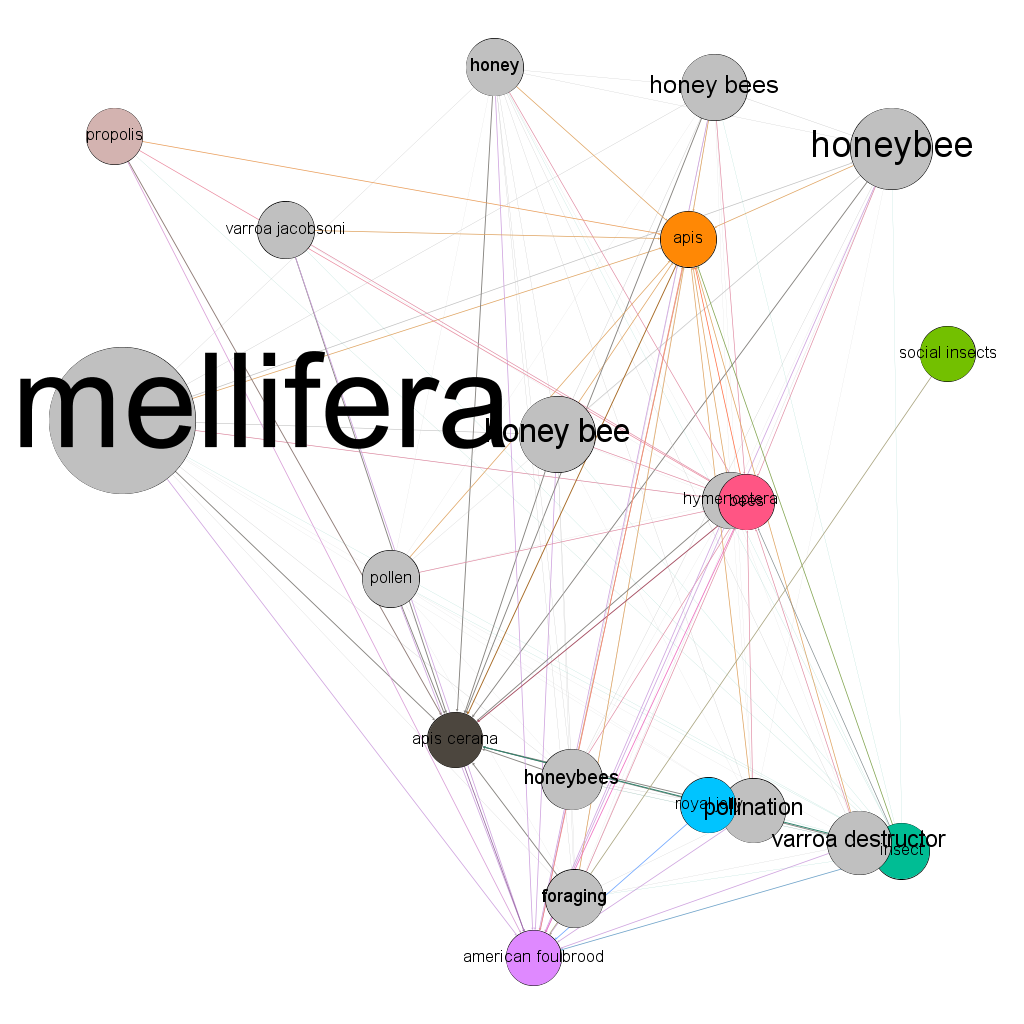 honey
honey bees
propolis
honeybee
varroa jacobsoni
apis
social insects
mellifera
honey bee
hymenoptera
bees
pollen
apis cerana
honeybees
royal jelly
pollination
varroa destructor
insect
foraging
american foulbrood